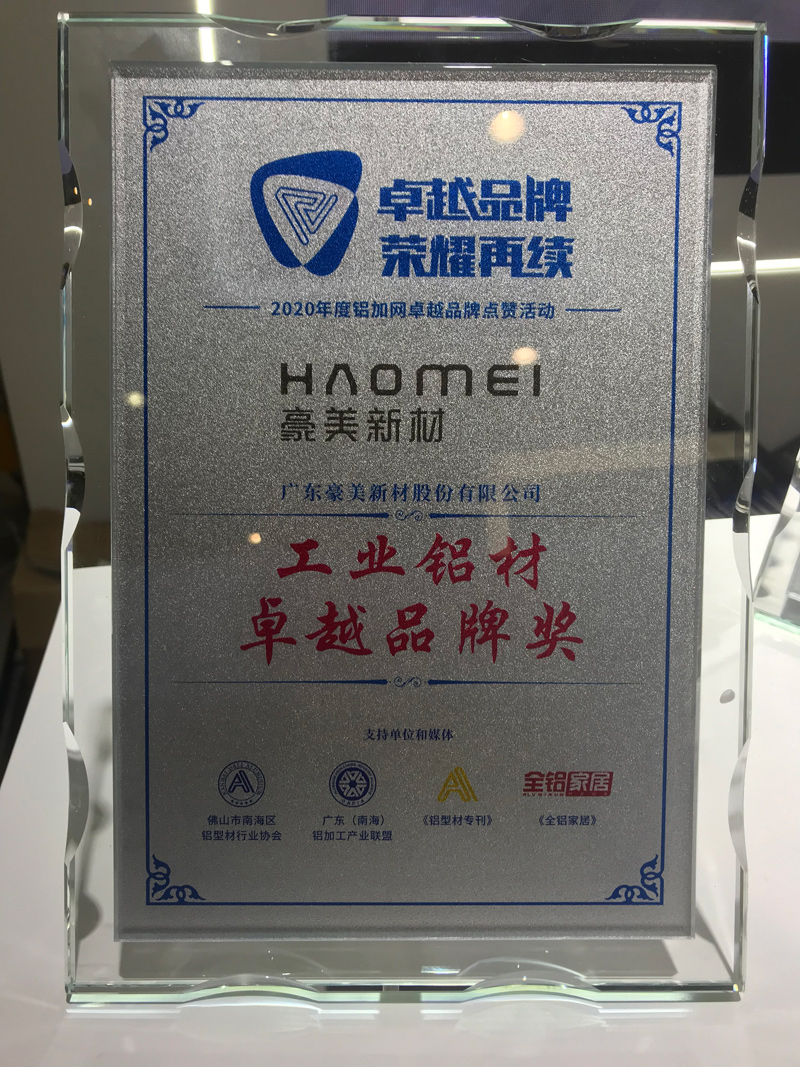 卓越品牌
荣耀再续
2020年度铝加网卓越品牌点赞活动
HAOMEI
豪美新材
广东豪美新材股份有限公司
工业铝材
卓越品牌奖
支持单位和媒体
佛山市南海区
铝型材行业协会
广东（南海）
铝加工产业联盟
《铝型材专刊》
全铝家居
《全铝家居》